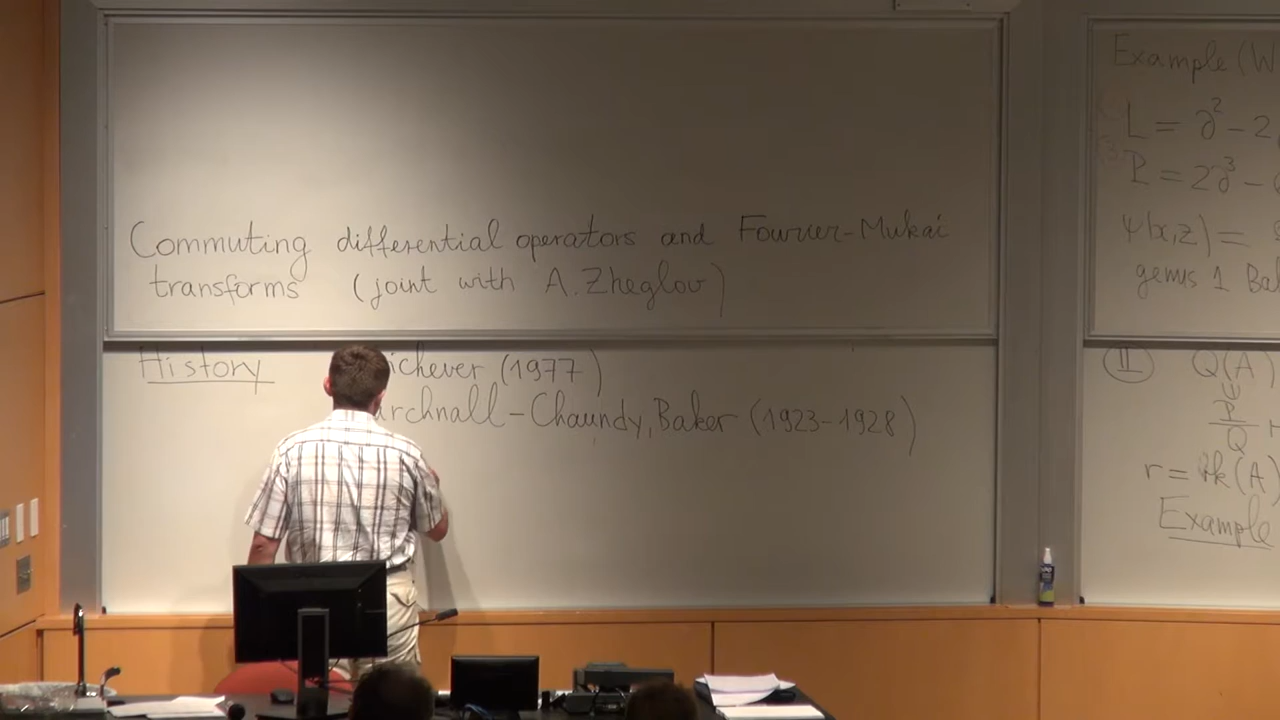 Commuting differential operators and Fourier-Mukai
transforms (joint with A. Zheglov)
History ichever (1977)
rchnall-Chaundy, Baker (1923-1928)
Example (W
L = ∂² - 2
P = 2∂³ -
ψ(x,z) =
genus 1 Ba
II Q(A)
P
Q
r = rk(A)
Example